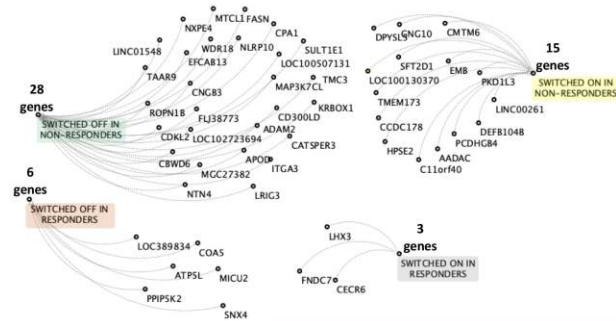 28
genes
SWITCHED OFF IN
NON-RESPONDERS
NXPE4
MTCL1
FASN
CPA1
LINC01548
WDR18
NLRP10
SULT1E1
EFCAB13
LOC100507131
TAAR9
CNGB3
MAP3K7CL
TMC3
ROPN1B
FLJ38773
CD300LD
KRBOX1
CDKL2
LOC102723694
ADAM2
CATSPER3
CBWD6
APOD
ITGA3
MGC27382
NTN4
LRIG3
15
genes
SWITCHED ON IN
NON-RESPONDERS
DPYSL3
CNG10
CMTM6
SFT2D1
EMB
LOC100130370
PKD1L3
TMEM173
LINC00261
CCDC178
DEFB104B
PCDHGB4
HPSE2
AADAC
C11orf40
6
genes
SWITCHED OFF IN
RESPONDERS
LOC389834
COA5
ATP5L
MICU2
PPIP5K2
SNX4
3
genes
SWITCHED ON IN
RESPONDERS
LHX3
FNDC7
CECR6